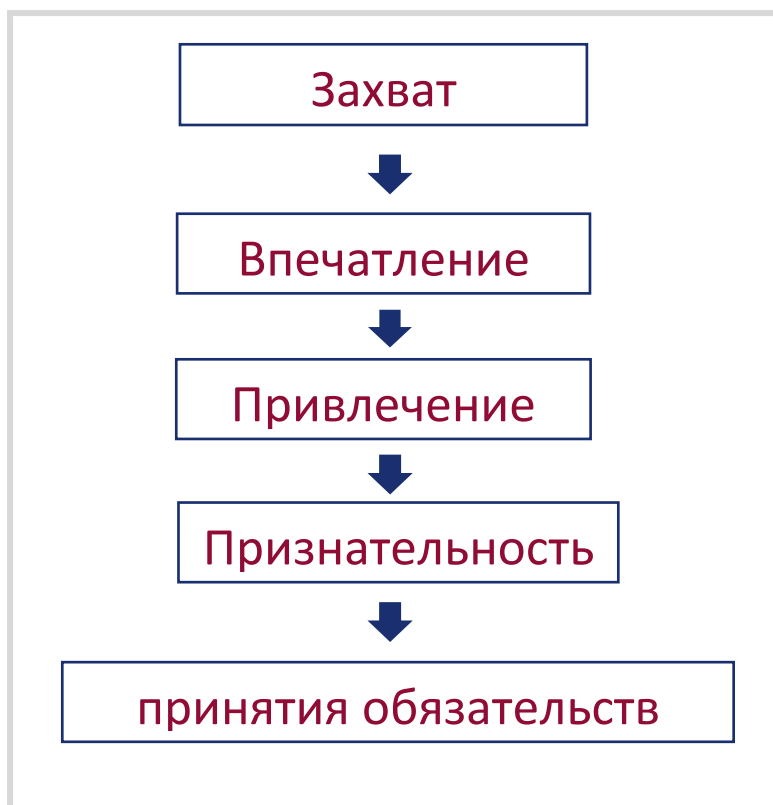 Захват
Впечатление
Привлечение
Признательность
принятия обязательств